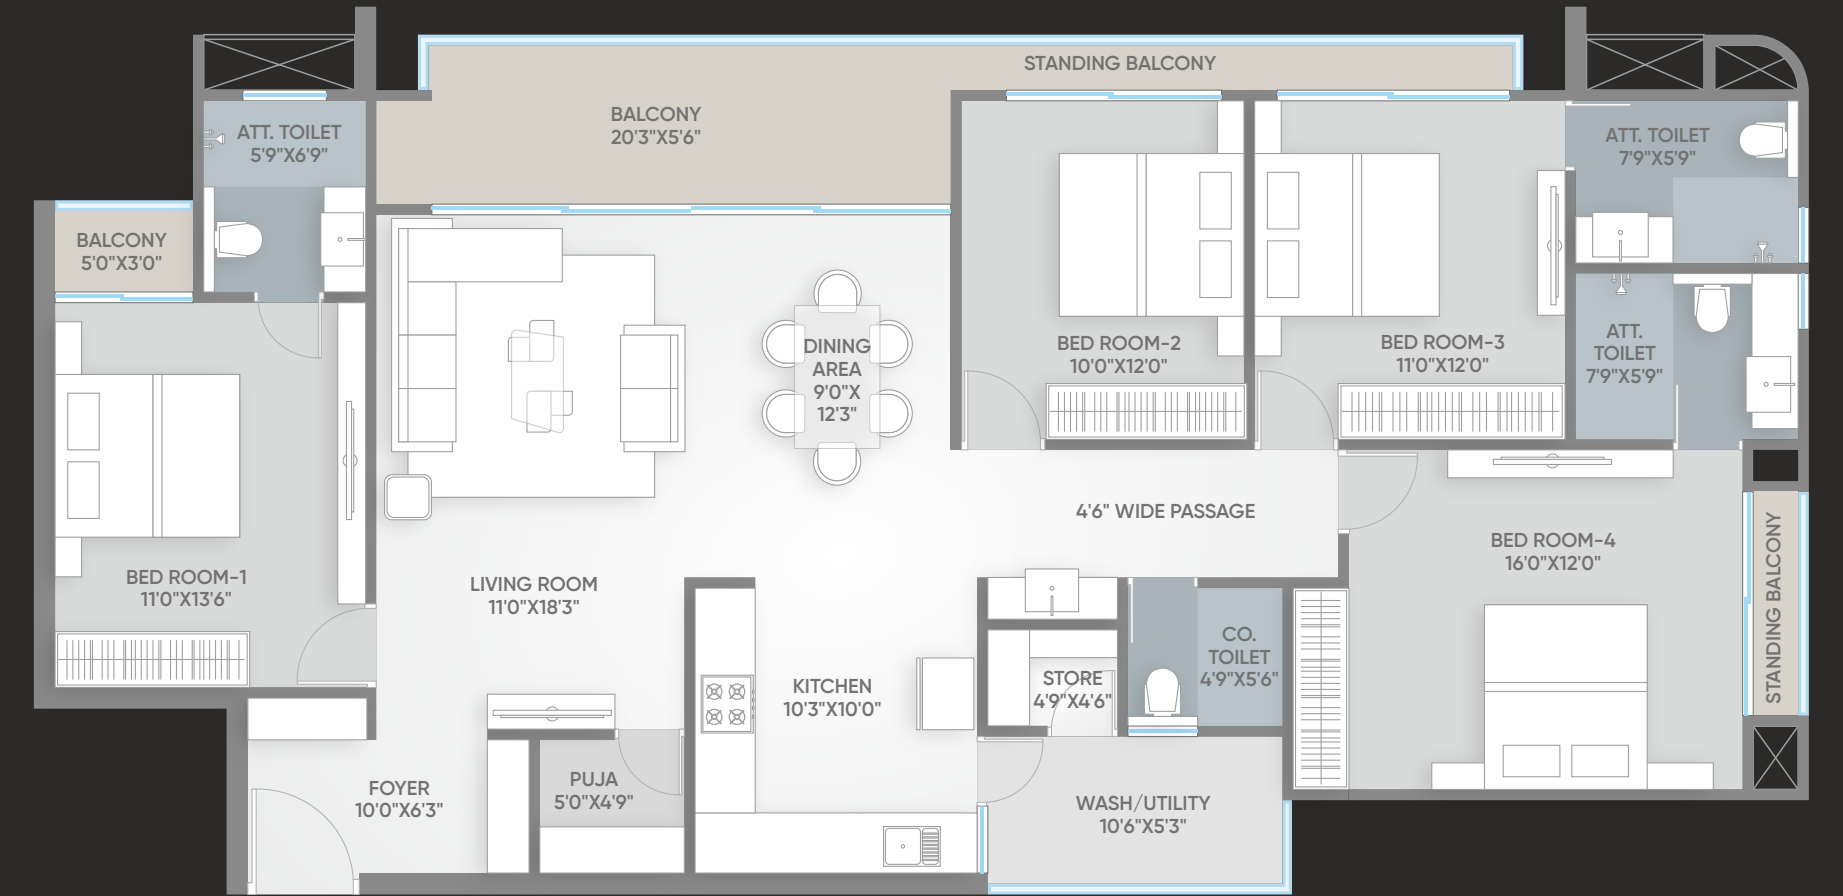 STANDING BALCONY
BALCONY
20'3"X5'6"
ATT. TOILET
5'9"X6'9"
ATT. TOILET
7'9"X5'9"
BALCONY
5'0"X3'0"
DINING
AREA
9'0"X
12'3"
BED ROOM-2
10'0"X12'0"
BED ROOM-3
11'0"X12'0"
ATT.
TOILET
7'9"X5'9"
4'6" WIDE PASSAGE
BED ROOM-4
16'0"X12'0"
STANDING BALCONY
BED ROOM-1
11'0"X13'6"
LIVING ROOM
11'0"X18'3"
CO.
TOILET
4'9"X5'6"
STORE
4'9"X4'6"
KITCHEN
10'3"X10'0"
FOYER
10'0"X6'3"
PUJA
5'0"X4'9"
WASH/UTILITY
10'6"X5'3"